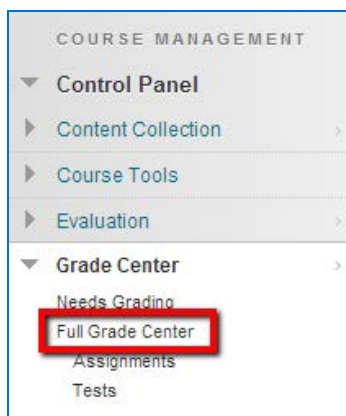 COURSE MANAGEMENT
Control Panel
Content Collection
Course Tools
Evaluation
Grade Center
Needs Grading
Full Grade Center
Assignments
Tests